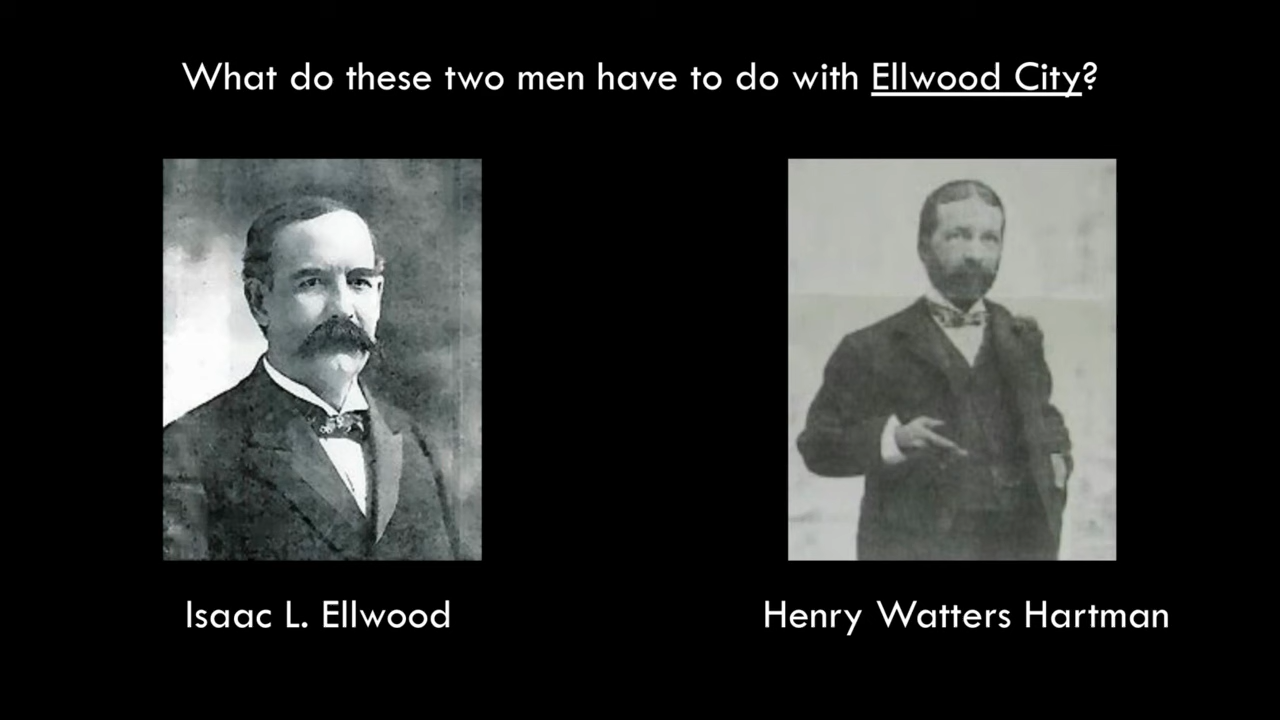 What do these two men have to do with Ellwood City?
Isaac L. Ellwood
Henry Watters Hartman